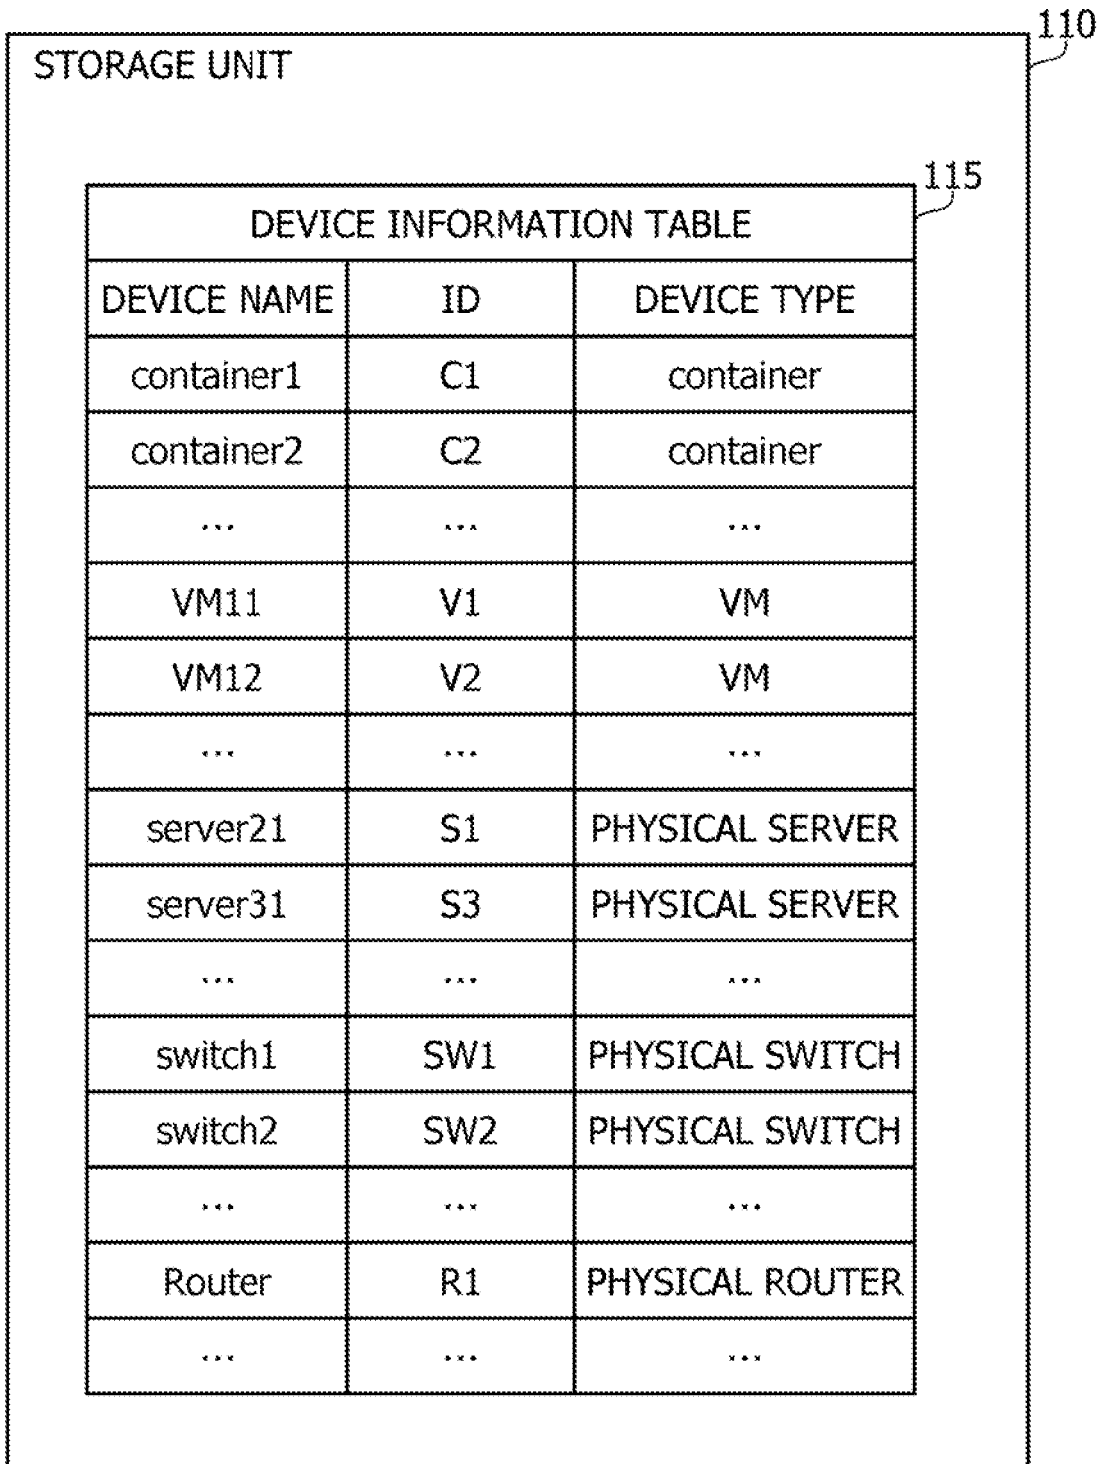 110
STORAGE UNIT
115
DEVICE INFORMATION TABLE
DEVICE NAME ID DEVICE TYPE
container1 C1 container
container2 C2 container
... ... ...
VM11 V1 VM
VM12 V2 VM
... ... ...
server21 S1 PHYSICAL SERVER
server31 S3 PHYSICAL SERVER
... ... ...
switch1 SW1 PHYSICAL SWITCH
switch2 SW2 PHYSICAL SWITCH
... ... ...
Router R1 PHYSICAL ROUTER
... ... ...